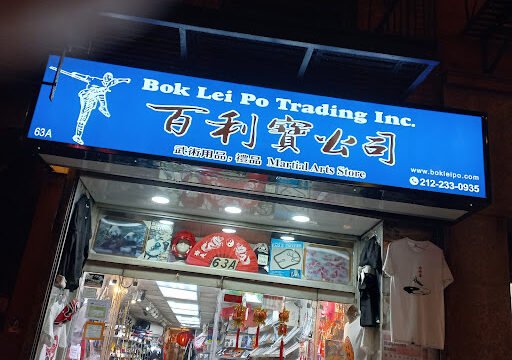 Bok Lei Po Trading Inc.
百利寶公司
63A
武術用品，禮品 Martial Arts Store
www.bokleipo.com
212-233-0935
63A